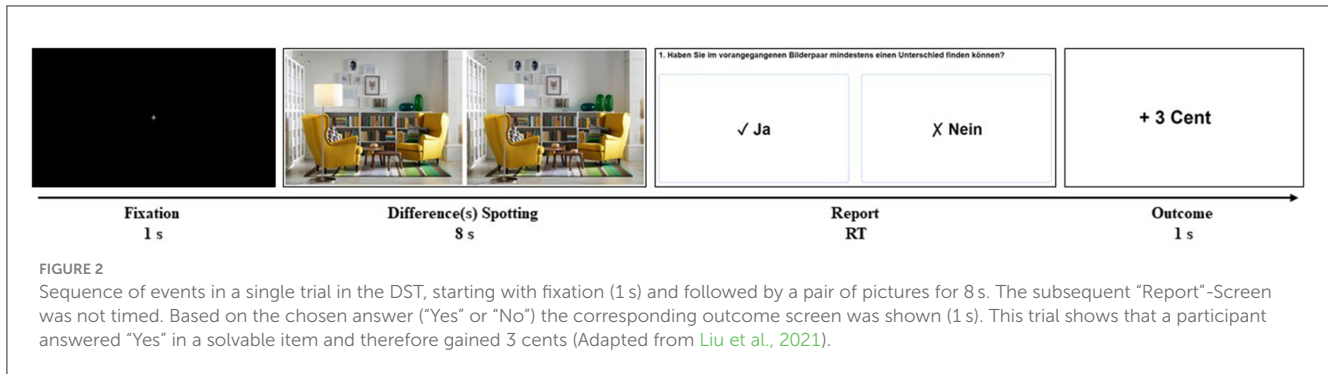 1. Haben Sie im vorangegangenen Bilderpaar mindestens einen Unterschied finden können?
✓ Ja
✗ Nein
+ 3 Cent
Fixation
1 s
Difference(s) Spotting
8 s
Report
RT
Outcome
1 s
FIGURE 2
Sequence of events in a single trial in the DST, starting with fixation (1 s) and followed by a pair of pictures for 8 s. The subsequent “Report”-Screen
was not timed. Based on the chosen answer (“Yes” or “No”) the corresponding outcome screen was shown (1 s). This trial shows that a participant
answered “Yes” in a solvable item and therefore gained 3 cents (Adapted from Liu et al., 2021).